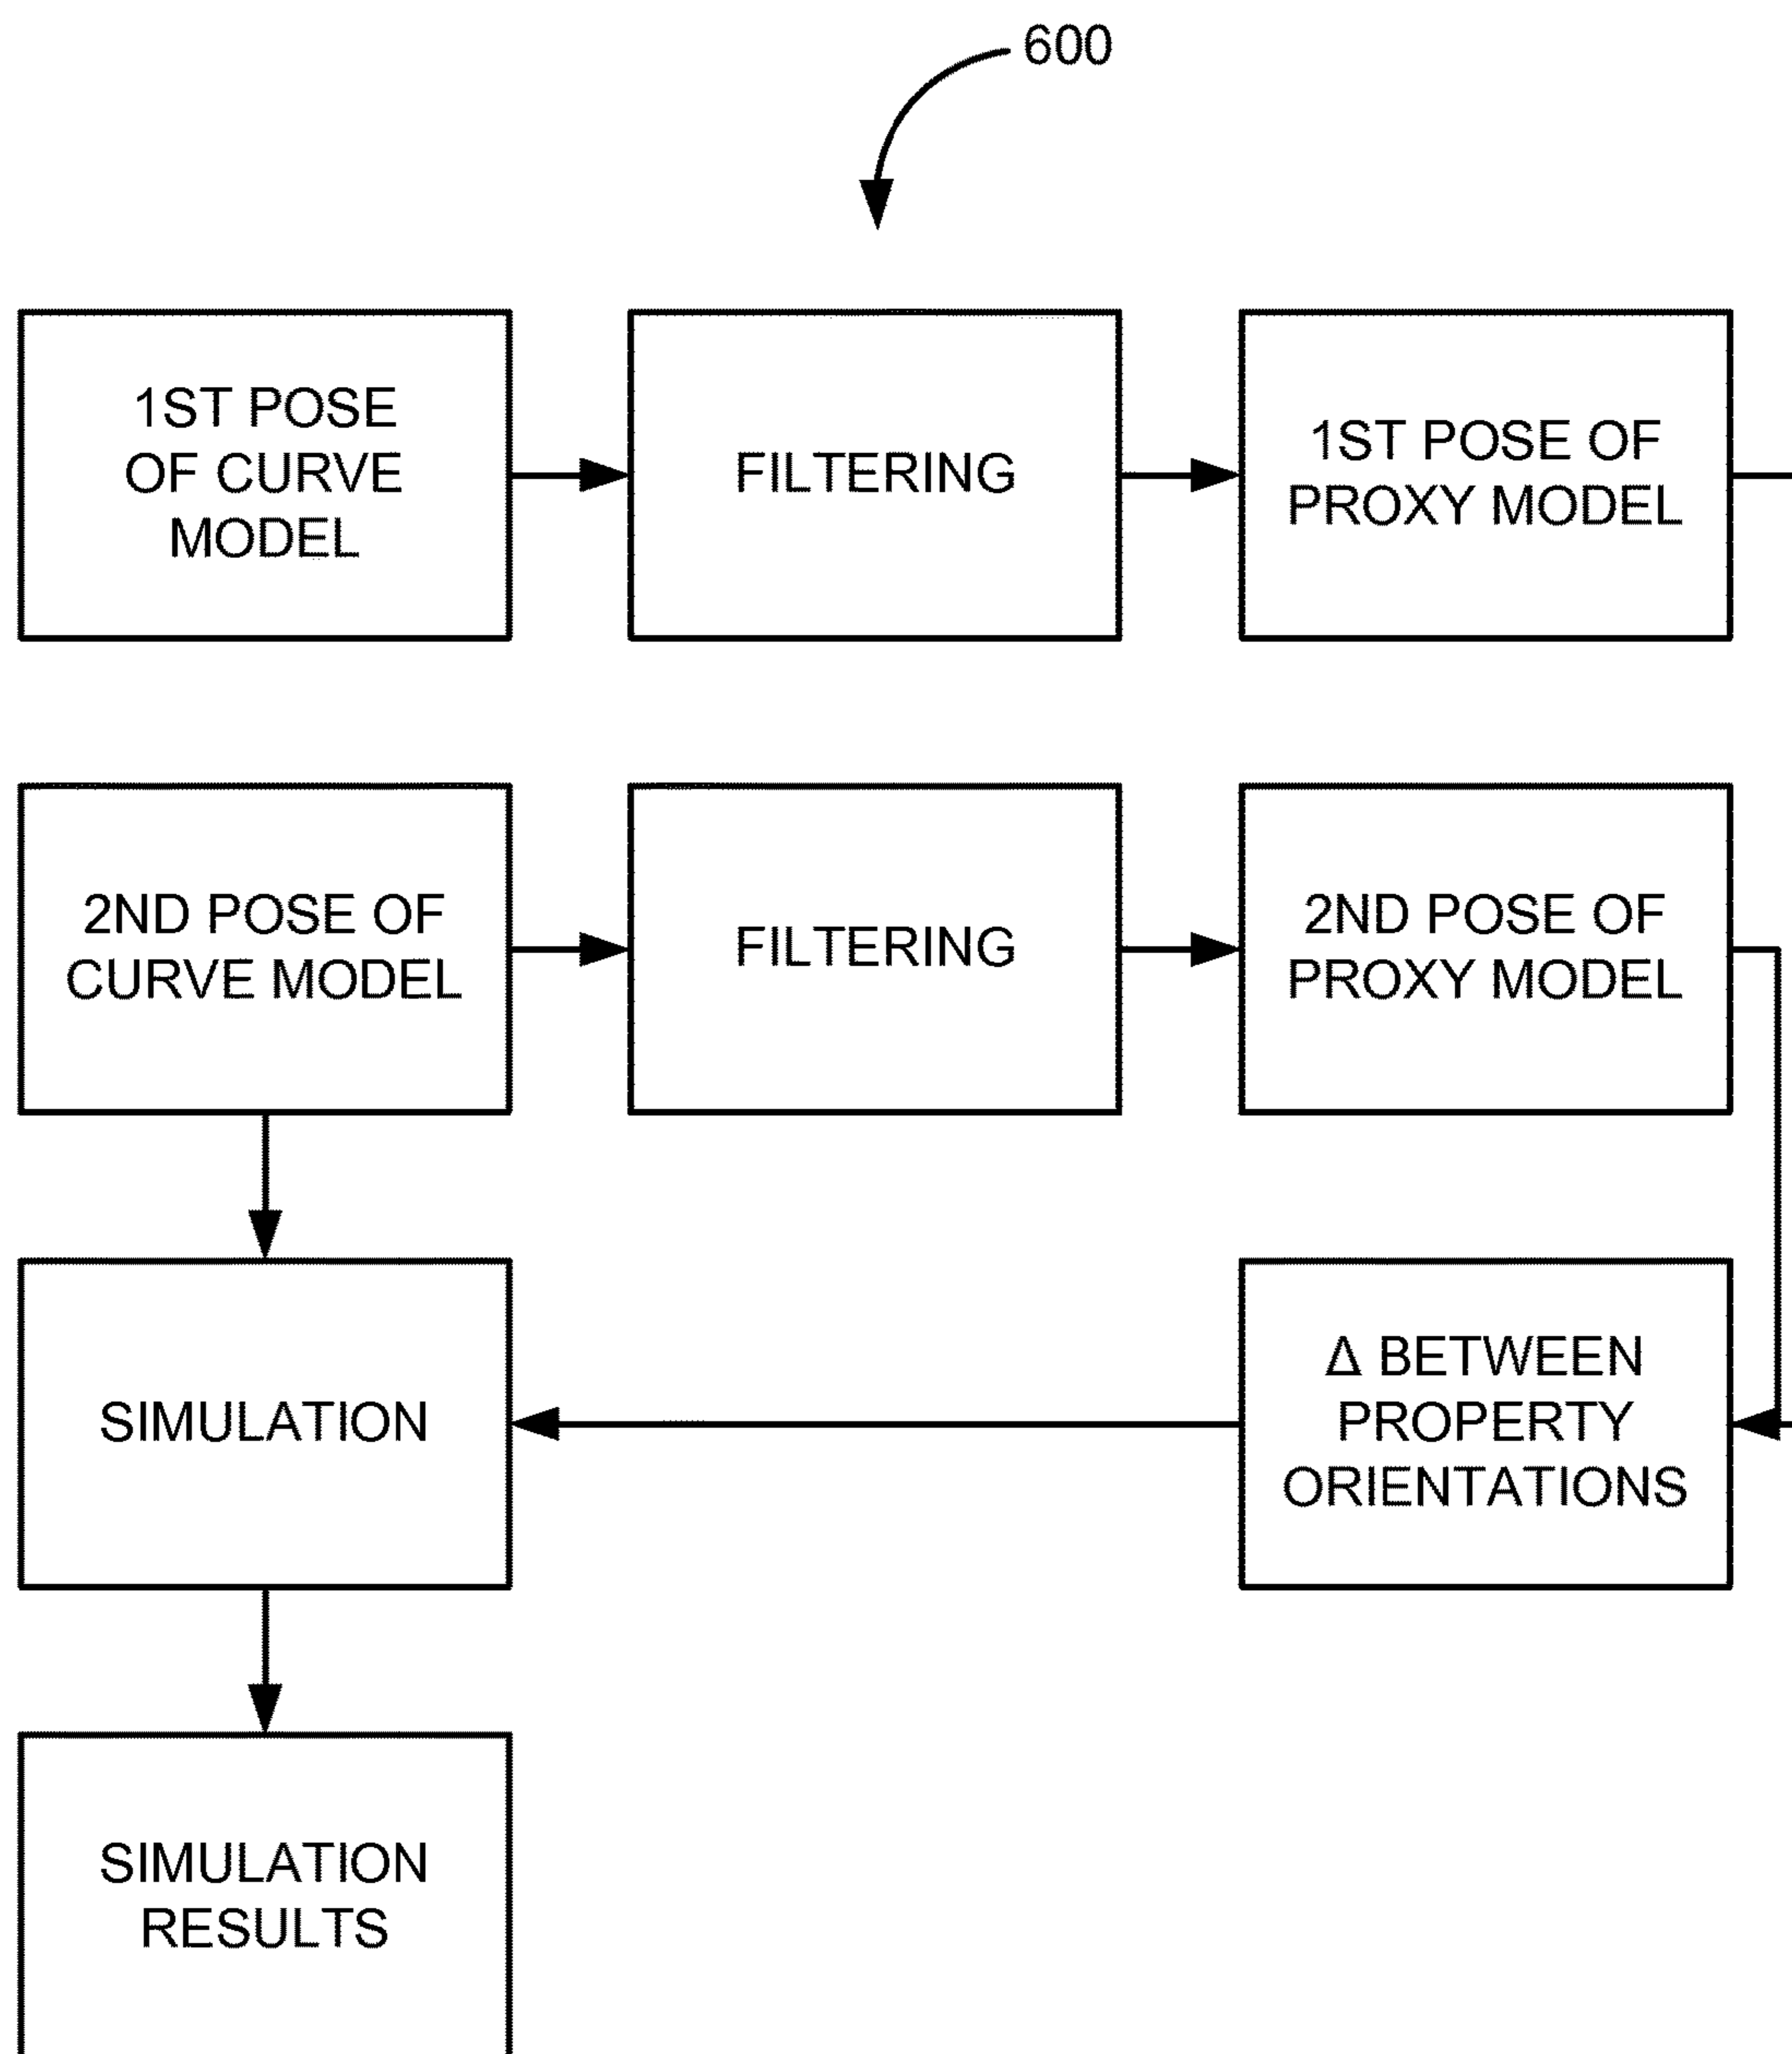 600
1ST POSE
OF CURVE
MODEL
FILTERING
1ST POSE OF
PROXY MODEL
2ND POSE OF
CURVE MODEL
FILTERING
2ND POSE OF
PROXY MODEL
SIMULATION
Δ BETWEEN
PROPERTY
ORIENTATIONS
SIMULATION
RESULTS